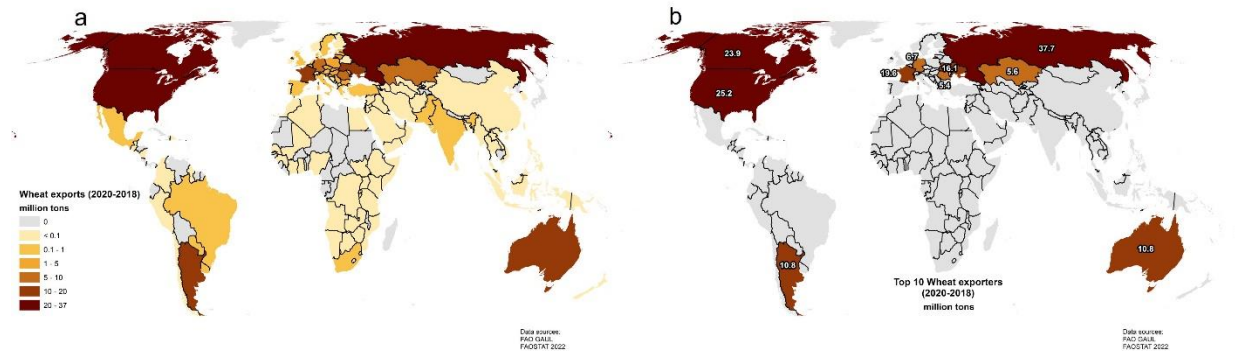 a
Wheat exports (2020-2018)
million tons
0
< 0.1
0.1 - 1
1 - 5
5 - 10
10 - 20
20 - 37
Data sources:
FAO GAUL
FAOSTAT 2022
b
23.9
37.7
6.7
19.6
16.1
5.6
25.2
5.4
10.8
10.8
Top 10 Wheat exporters
(2020-2018)
million tons
Data sources:
FAO GAUL
FAOSTAT 2022